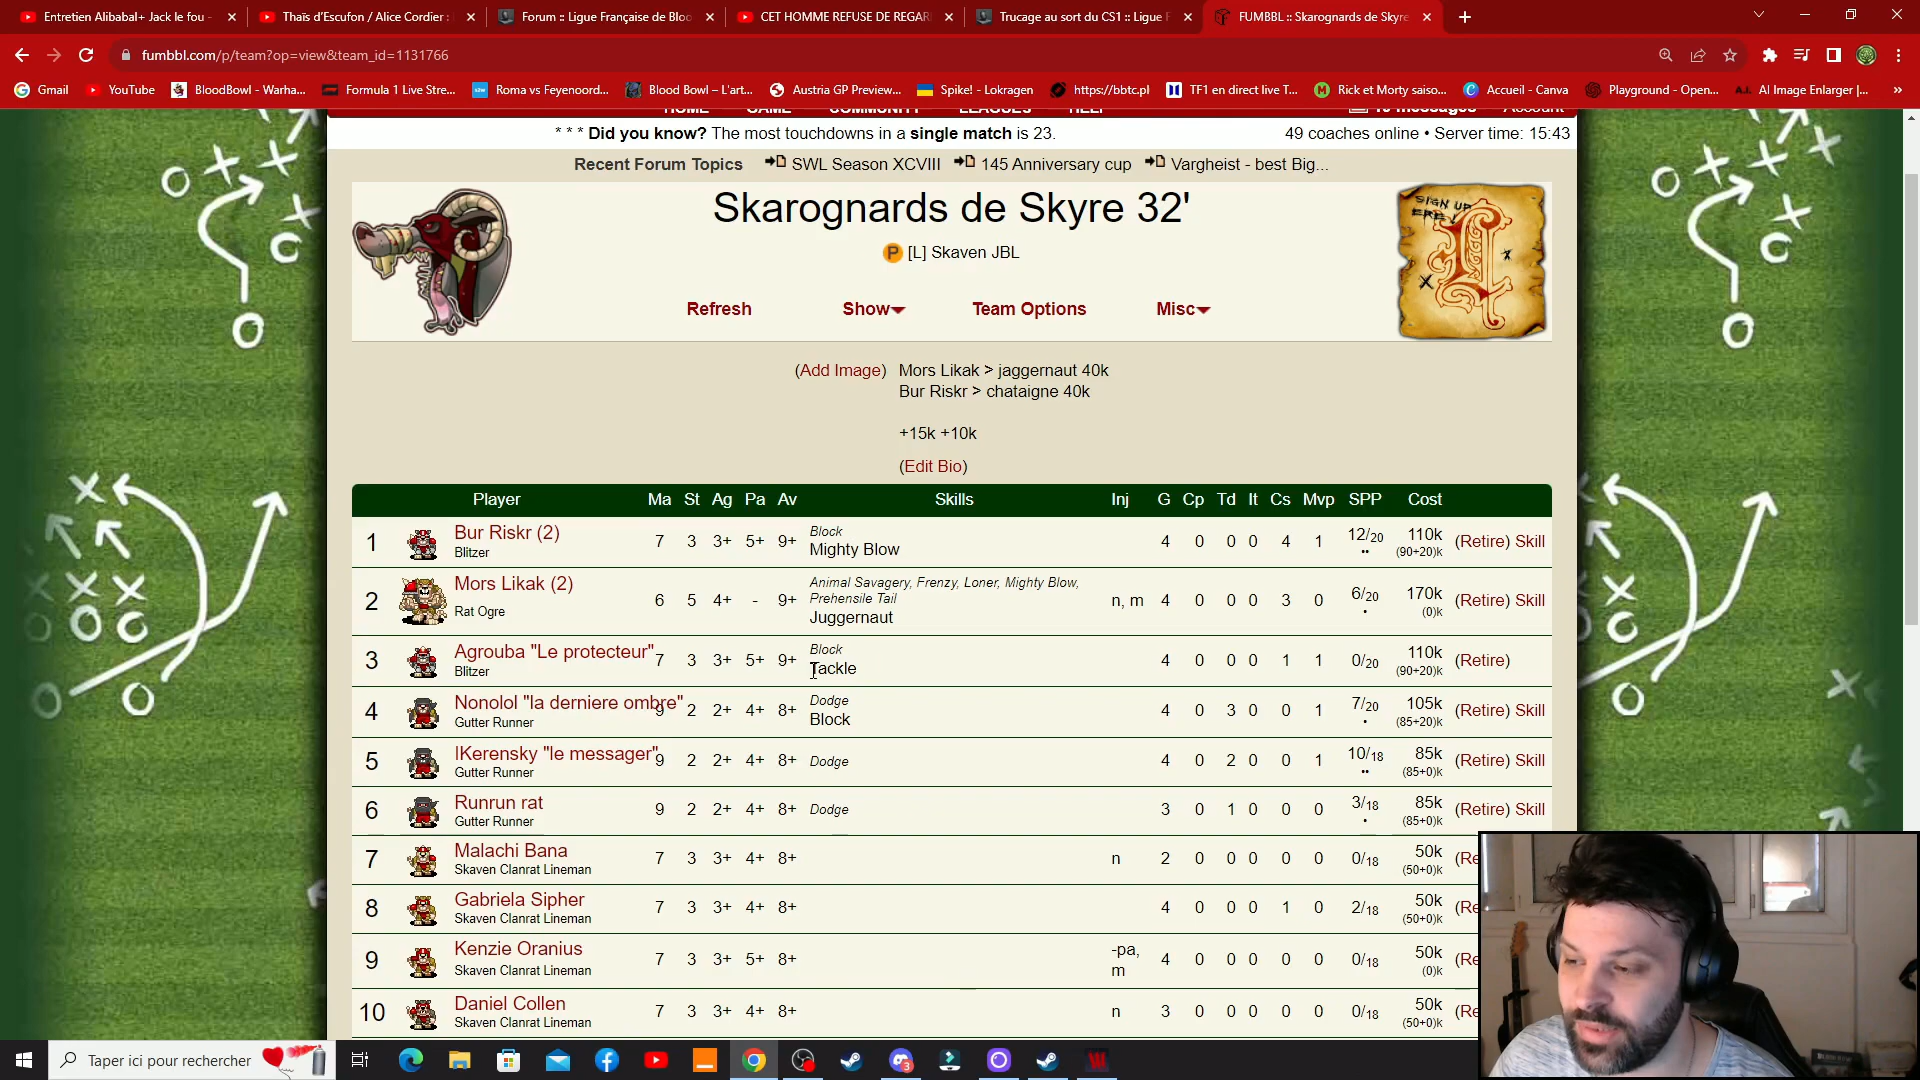 Entretien Alibabal+ Jack le fou -
Thaïs d'Escufon / Alice Cordier :
Forum :: Ligue Française de Bloo
CET HOMME REFUSE DE REGAR
Trucage au sort du CS1 :: Ligue F
FUMBBL :: Skarognards de Skyre
fumbbl.com/p/team?op=view&team_id=1131766
Gmail
YouTube
BloodBowl - Warha...
Formula 1 Live Stre...
Roma vs Feyenoord...
Blood Bowl – L'art...
Austria GP Preview...
Spike! - Lokragen
https://bbtc.pl
TF1 en direct live T...
Rick et Morty saiso...
Accueil - Canva
Playground - Open...
AI Image Enlarger |...
HOME GAME COMMUNITY LEAGUES HELP
Account
* * * Did you know? The most touchdowns in a single match is 23.
49 coaches online • Server time: 15:43
Recent Forum Topics SWL Season XCVIII 145 Anniversary cup Vargheist - best Big...
Skarognards de Skyre 32'
SIGN UP
ERE !
P [L] Skaven JBL
Refresh Show Team Options Misc
(Add Image) Mors Likak > jaggernaut 40k
Bur Riskr > chataigne 40k
+15k +10k
(Edit Bio)
Player Ma St Ag Pa Av Skills Inj G Cp Td It Cs Mvp SPP Cost
1 Bur Riskr (2) Blitzer 7 3 3+ 5+ 9+ Block Mighty Blow 4 0 0 0 4 1 12/20 110k (90+20)k (Retire) Skill
2 Mors Likak (2) Rat Ogre 6 5 4+ - 9+ Animal Savagery, Frenzy, Loner, Mighty Blow, Prehensile Tail Juggernaut n, m 4 0 0 0 3 0 6/20 170k (0)k (Retire) Skill
3 Agrouba "Le protecteur" Blitzer 7 3 3+ 5+ 9+ Block Tackle 4 0 0 0 1 1 0/20 110k (90+20)k (Retire)
4 Nonolol "la derniere ombre" Gutter Runner 9 2 2+ 4+ 8+ Dodge Block 4 0 3 0 0 1 7/20 105k (85+20)k (Retire) Skill
5 IKerensky "le messager" Gutter Runner 9 2 2+ 4+ 8+ Dodge 4 0 2 0 0 1 10/18 85k (85+0)k (Retire) Skill
6 Runrun rat Gutter Runner 9 2 2+ 4+ 8+ Dodge 3 0 1 0 0 0 3/18 85k (85+0)k (Retire) Skill
7 Malachi Bana Skaven Clanrat Lineman 7 3 3+ 4+ 8+ n 2 0 0 0 0 0 0/18 50k (50+0)k (Re
8 Gabriela Sipher Skaven Clanrat Lineman 7 3 3+ 4+ 8+ 4 0 0 0 1 0 2/18 50k (50+0)k (Re
9 Kenzie Oranius Skaven Clanrat Lineman 7 3 3+ 5+ 8+ -pa, m 4 0 0 0 0 0 0/18 50k (0)k (Re
10 Daniel Collen Skaven Clanrat Lineman 7 3 3+ 4+ 8+ n 3 0 0 0 0 0 0/18 50k (50+0)k (Re
Taper ici pour rechercher
3